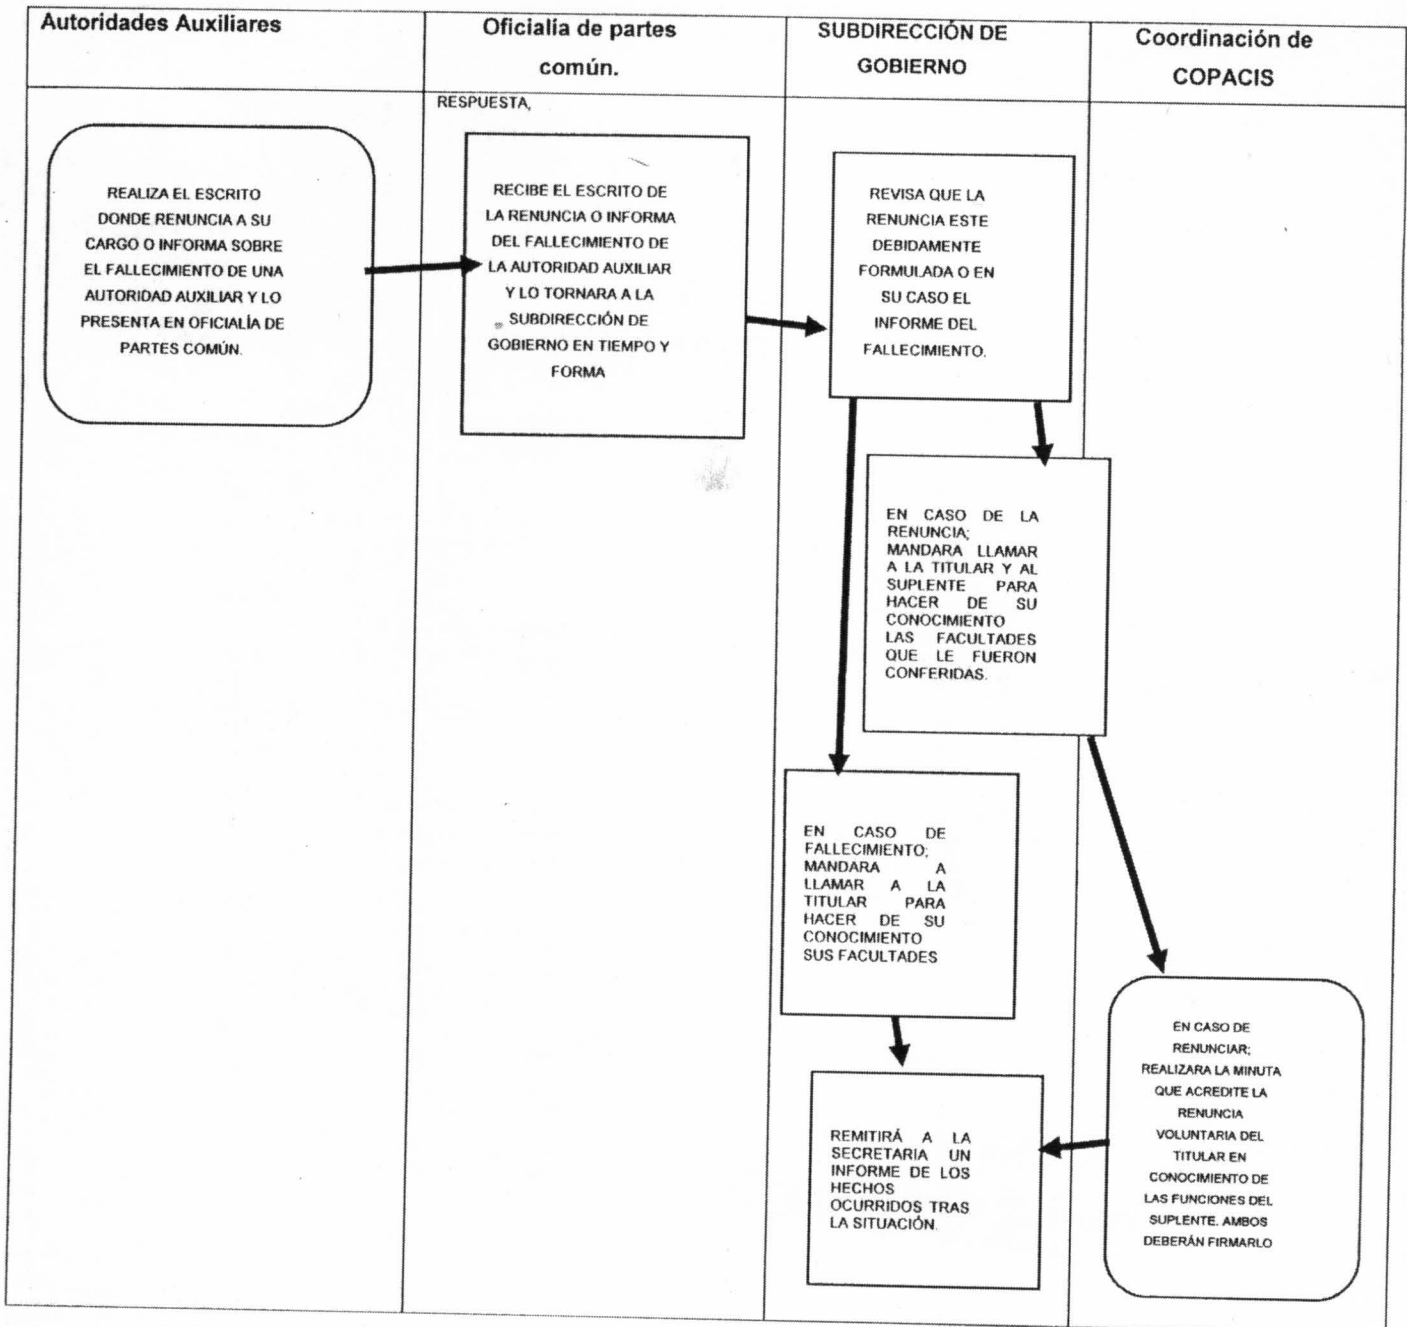 Autoridades Auxiliares
Oficialia de partes
común.
SUBDIRECCIÓN DE
GOBIERNO
Coordinación de
COPACIS
RESPUESTA,
REALIZA EL ESCRITO
DONDE RENUNCIA A SU
CARGO O INFORMA SOBRE
EL FALLECIMIENTO DE UNA
AUTORIDAD AUXILIAR Y LO
PRESENTA EN OFICIALÍA DE
PARTES COMÚN.
RECIBE EL ESCRITO DE
LA RENUNCIA O INFORMA
DEL FALLECIMIENTO DE
LA AUTORIDAD AUXILIAR
Y LO TORNARA A LA
SUBDIRECCIÓN DE
GOBIERNO EN TIEMPO Y
FORMA
REVISA QUE LA
RENUNCIA ESTE
DEBIDAMENTE
FORMULADA O EN
SU CASO EL
INFORME DEL
FALLECIMIENTO.
EN CASO DE LA
RENUNCIA;
MANDARA LLAMAR
A LA TITULAR Y AL
SUPLENTE PARA
HACER DE SU
CONOCIMIENTO
LAS FACULTADES
QUE LE FUERON
CONFERIDAS.
EN CASO DE
FALLECIMIENTO;
MANDARA A
LLAMAR A LA
TITULAR PARA
HACER DE SU
CONOCIMIENTO
SUS FACULTADES
EN CASO DE
RENUNCIAR;
REALIZARA LA MINUTA
QUE ACREDITE LA
RENUNCIA
VOLUNTARIA DEL
TITULAR EN
CONOCIMIENTO DE
LAS FUNCIONES DEL
SUPLENTE. AMBOS
DEBERÁN FIRMARLO
REMITIRÁ A LA
SECRETARIA UN
INFORME DE LOS
HECHOS
OCURRIDOS TRAS
LA SITUACIÓN.